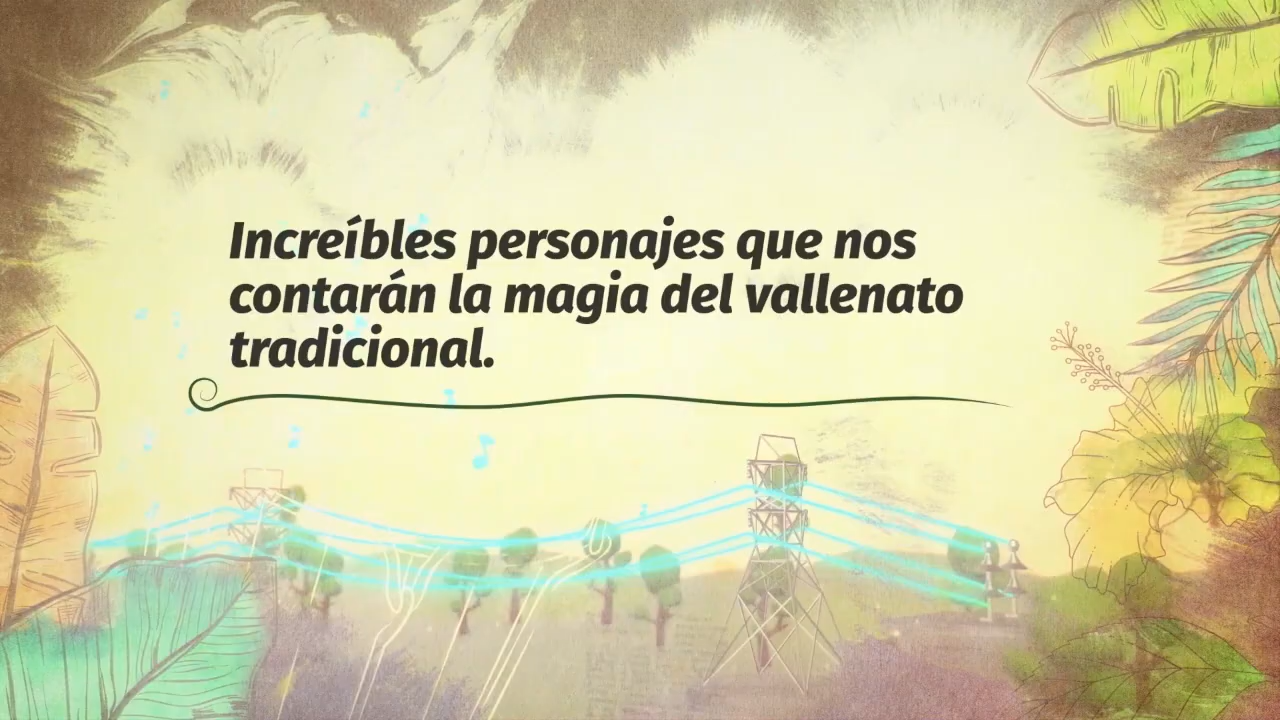 Increíbles personajes que nos
contarán la magia del vallenato
tradicional.